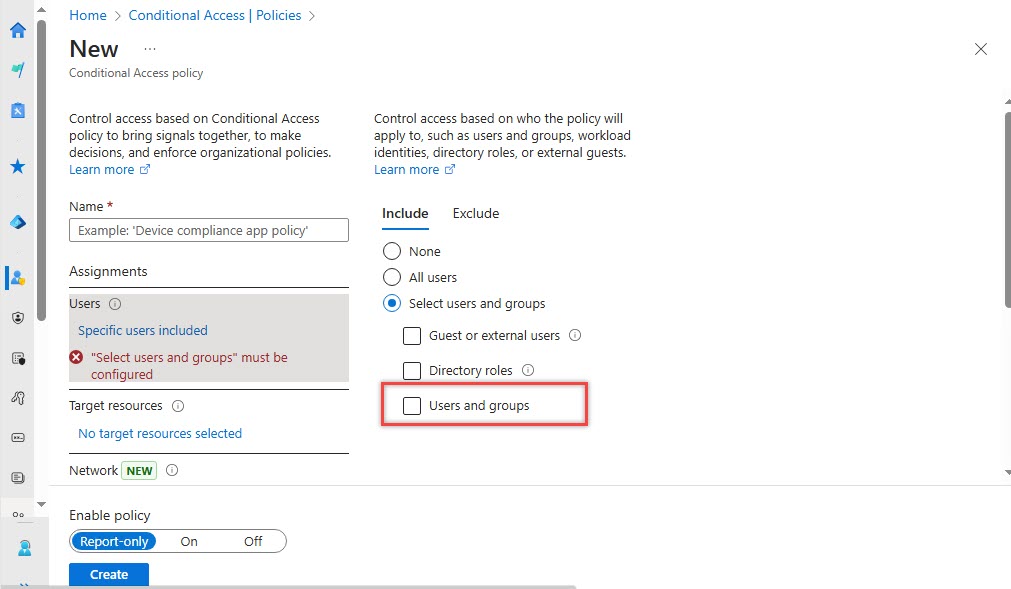 Home > Conditional Access | Policies >
New ...
Conditional Access policy
Control access based on Conditional Access
policy to bring signals together, to make
decisions, and enforce organizational policies.
Learn more
Name *
Example: 'Device compliance app policy'
Assignments
Users
Specific users included
"Select users and groups" must be
configured
Target resources
No target resources selected
Network NEW
Control access based on who the policy will
apply to, such as users and groups, workload
identities, directory roles, or external guests.
Learn more
Include Exclude
None
All users
Select users and groups
Guest or external users
Directory roles
Users and groups
Enable policy
Report-only On Off
Create